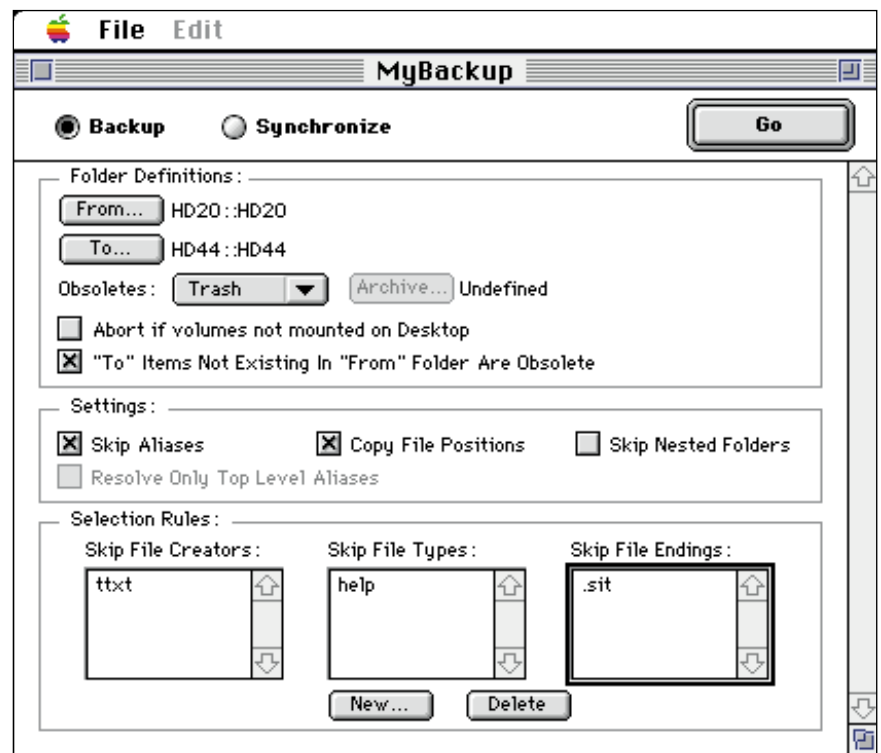 File Edit
MyBackup
Backup Synchronize Go
Folder Definitions:
From... HD20::HD20
To... HD44::HD44
Obsoletes: Trash Archive... Undefined
Abort if volumes not mounted on Desktop
"To" Items Not Existing In "From" Folder Are Obsolete
Settings:
Skip Aliases Copy File Positions Skip Nested Folders
Resolve Only Top Level Aliases
Selection Rules:
Skip File Creators: Skip File Types: Skip File Endings:
ttxt help .sit
New... Delete